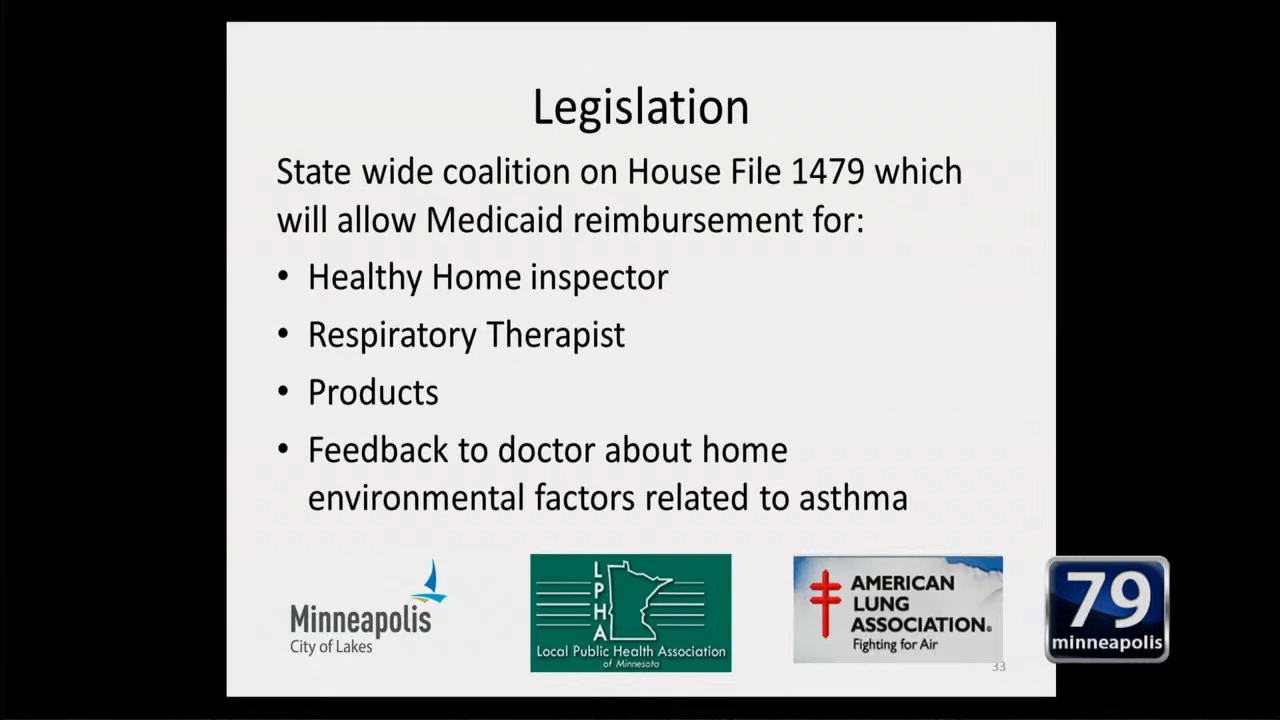 Legislation
State wide coalition on House File 1479 which
will allow Medicaid reimbursement for:
• Healthy Home inspector
• Respiratory Therapist
• Products
• Feedback to doctor about home
environmental factors related to asthma
Minneapolis
City of Lakes
LPHA
Local Public Health Association
of Minnesota
AMERICAN
LUNG
ASSOCIATION®
Fighting for Air
33
79
minneapolis